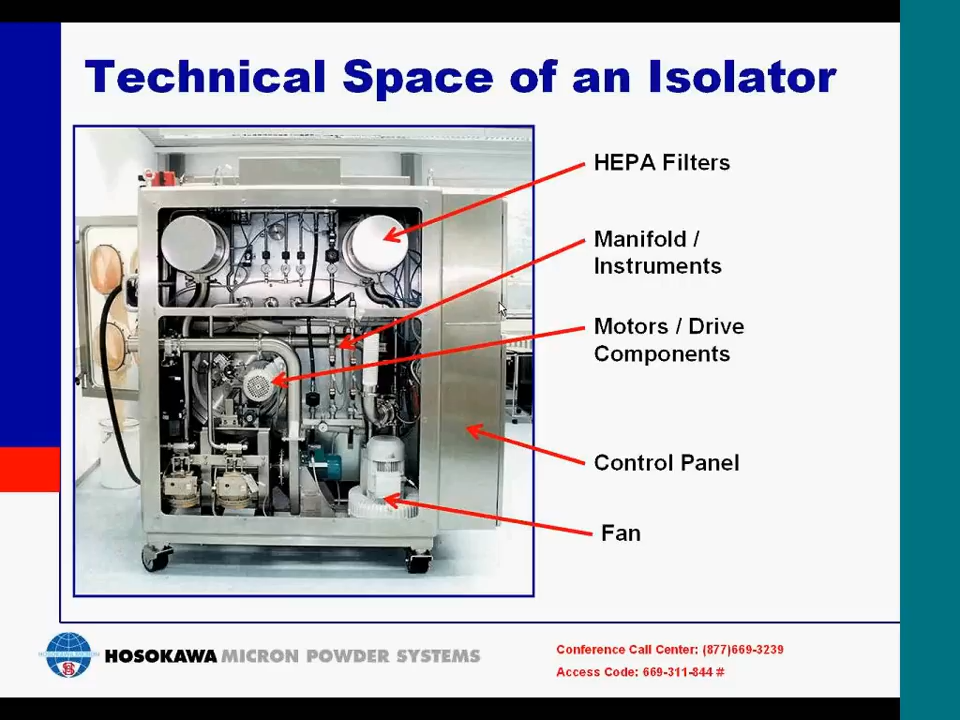 Technical Space of an Isolator
HEPA Filters
Manifold /
Instruments
Motors / Drive
Components
Control Panel
Fan
HOSOKAWA MICRON POWDER SYSTEMS
Conference Call Center: (877)669-3239
Access Code: 669-311-844 #